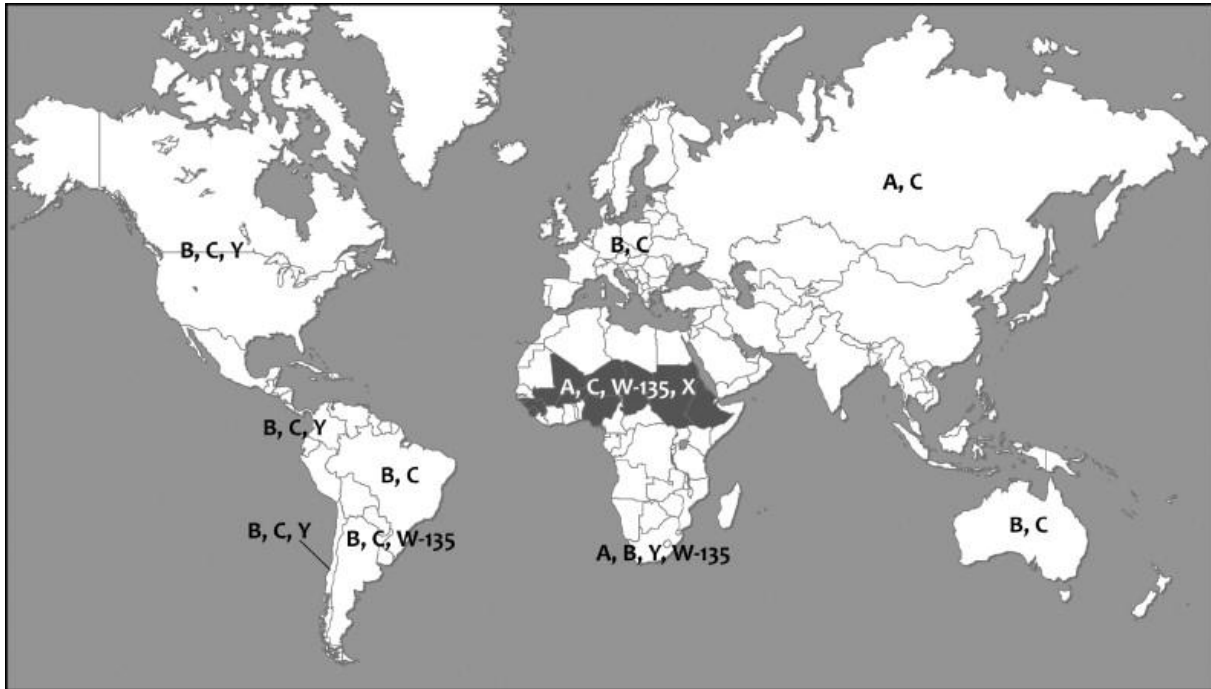 A, C
B, C, Y
B, C
A, C, W-135, X
B, C, Y
B, C
B, C, Y
B, C, W-135
A, B, Y, W-135
B, C